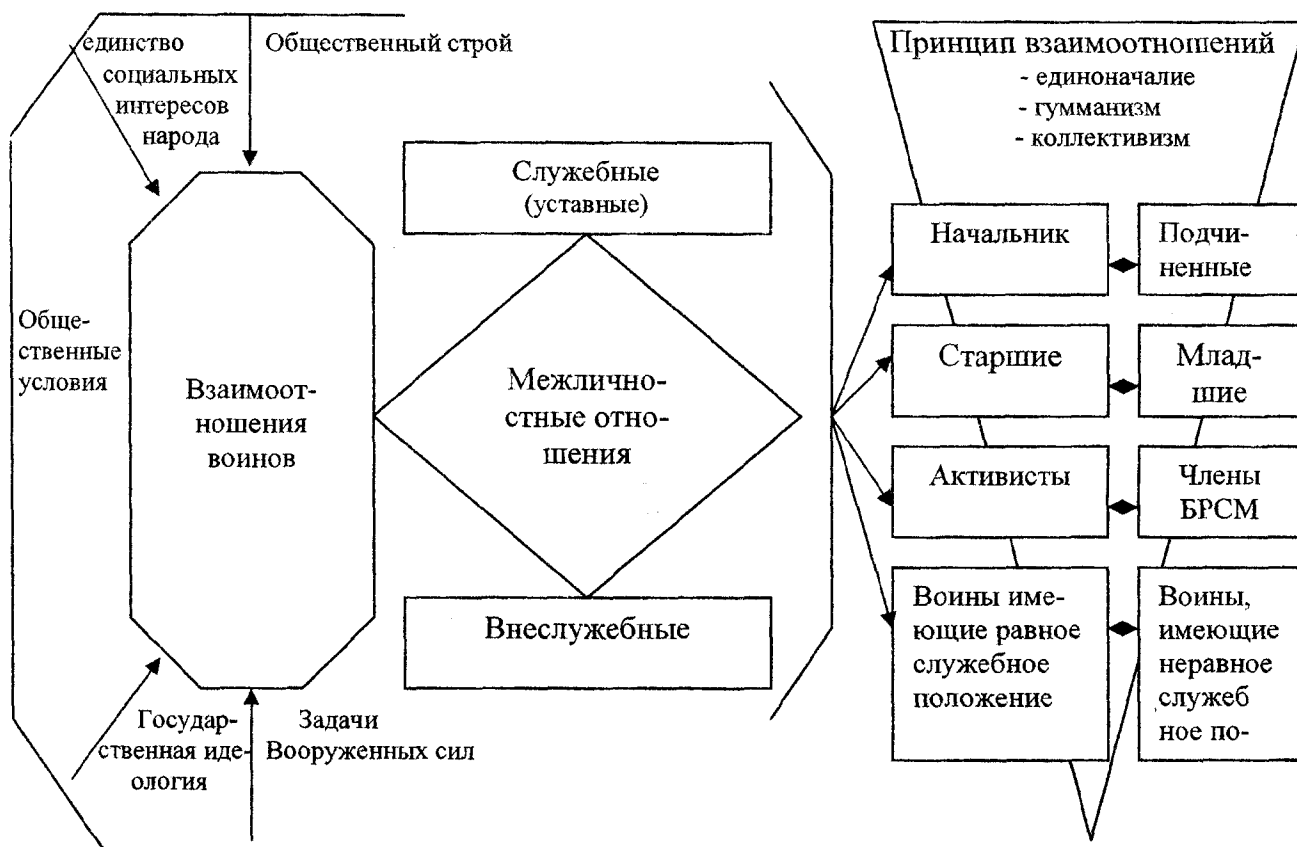 единство
социальных
интересов
народа
Общественный строй
Обще-
ственные
условия
Взаимоот-
ношения
воинов
Государ-
ственная иде-
ология
Задачи
Вооруженных сил
Служебные
(уставные)
Межлично-
стные отно-
шения
Внеслужебные
Принцип взаимоотношений
- единоначалие
- гумманизм
- коллективизм
Начальник
Подчи-
ненные
Старшие
Млад-
шие
Активисты
Члены
БРСМ
Воины име-
ющие равное
служебное
положение
Воины,
имеющие
неравное
служеб
ное по-